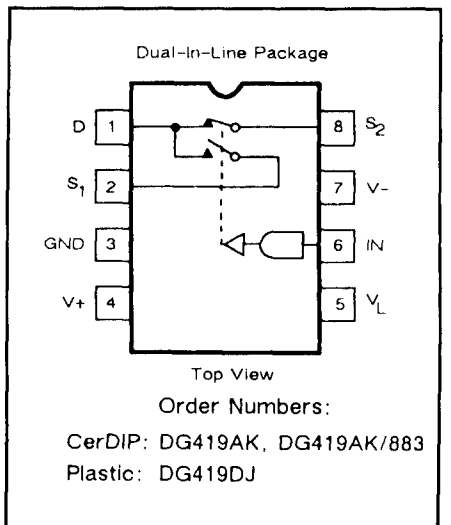 Dual-In-Line Package
D 1
8 S2
S1 2
7 V-
GND 3
6 IN
V+ 4
5 VL
Top View
Order Numbers:
CerDIP: DG419AK, DG419AK/883
Plastic: DG419DJ